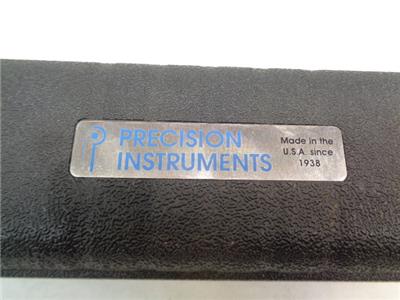 PRECISION
INSTRUMENTS
Made in the
U.S.A. since
1938